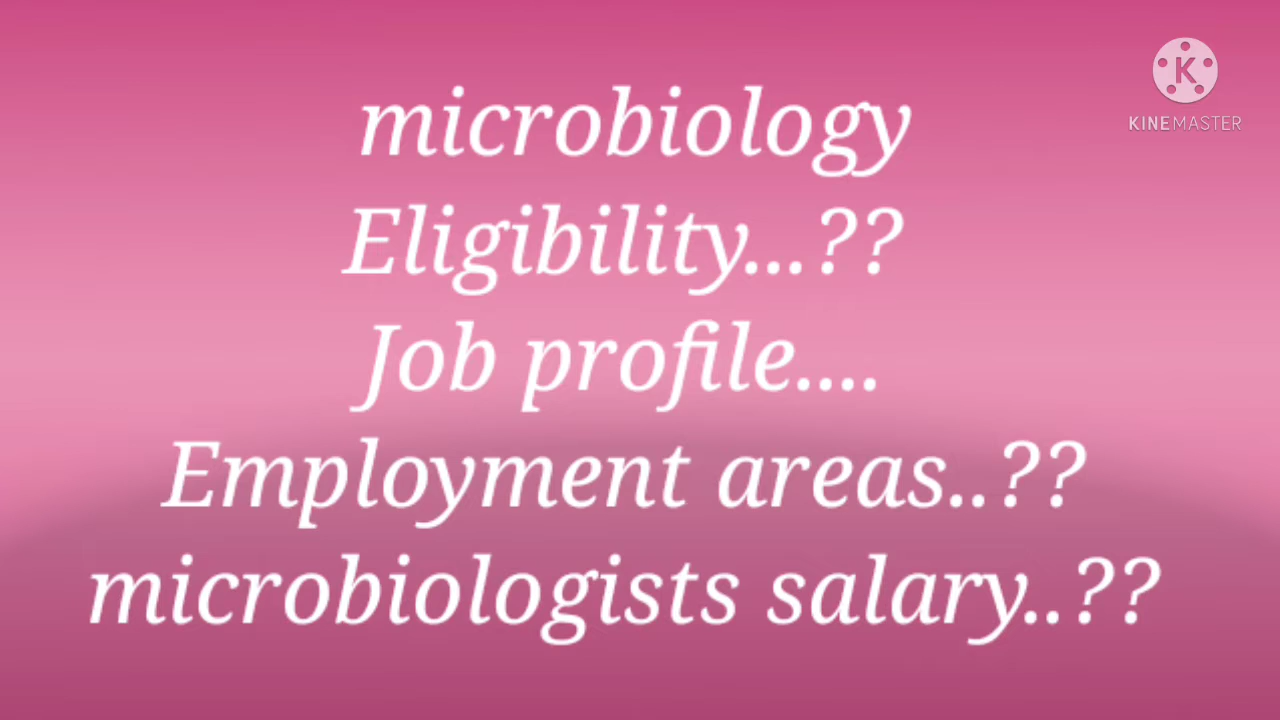 K
KINEMASTER
microbiology
Eligibility...??
Job profile....
Employment areas..??
microbiologists salary..??